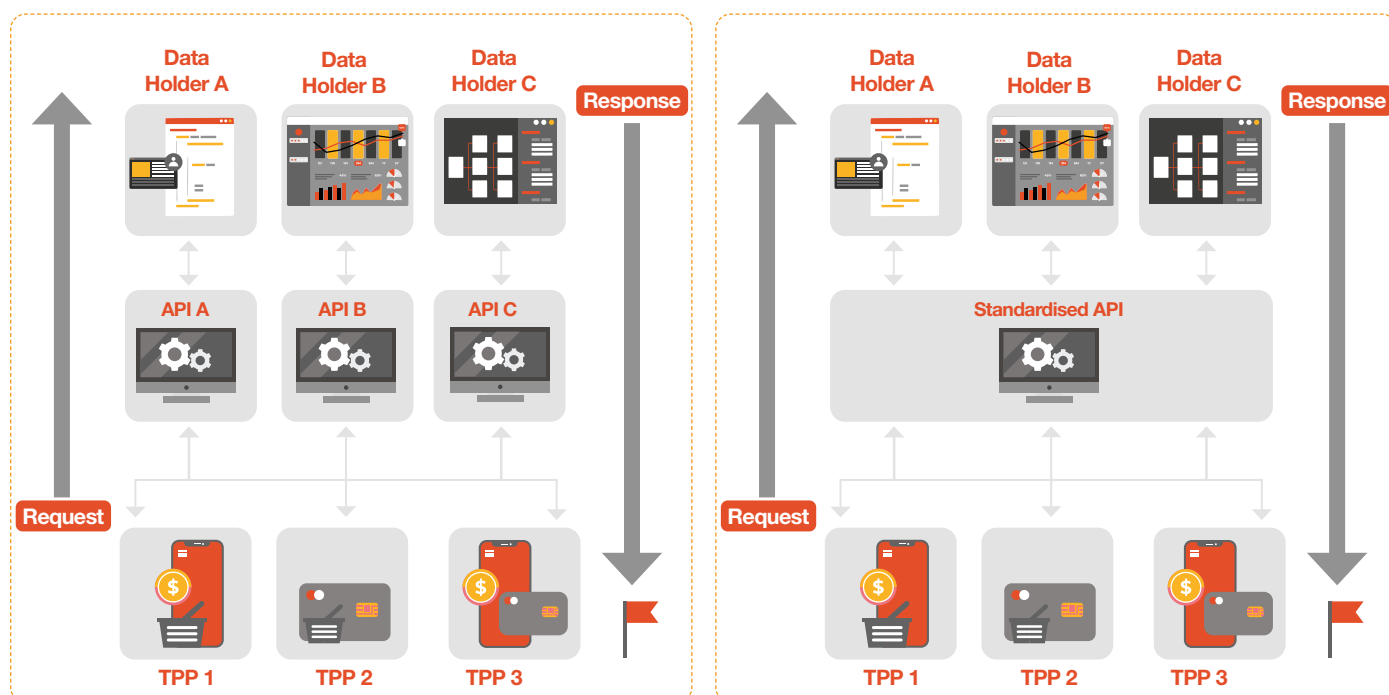 Data
Holder A
Data
Holder B
Data
Holder C
Response
API A
API B
API C
Request
TPP 1
TPP 2
TPP 3
Data
Holder A
Data
Holder B
Data
Holder C
Response
Standardised API
Request
TPP 1
TPP 2
TPP 3